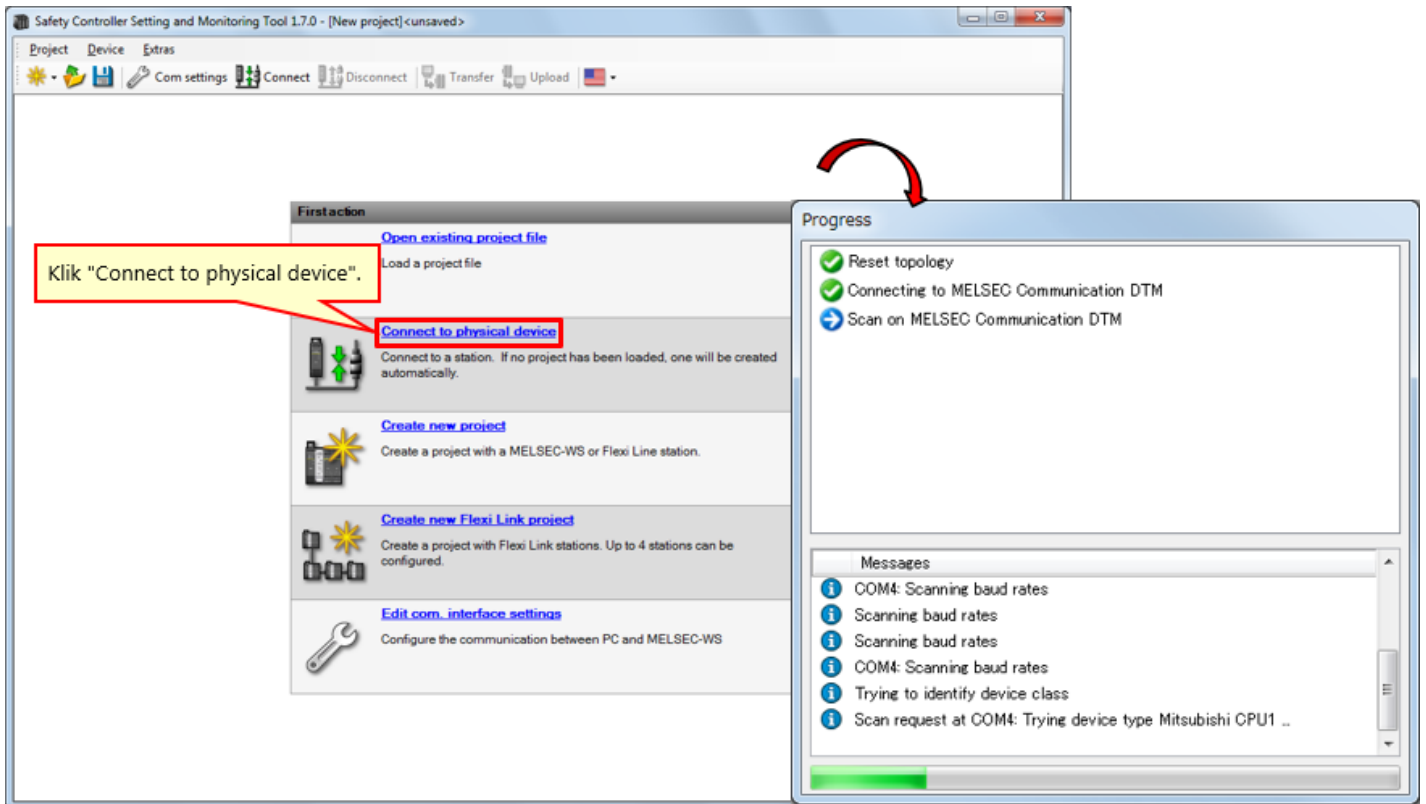 Safety Controller Setting and Monitoring Tool 1.7.0 - [New project]<unsaved>
Project Device Extras
Com settings Connect Disconnect Transfer Upload
First action
Open existing project file
Load a project file
Klik "Connect to physical device".
Connect to physical device
Connect to a station. If no project has been loaded, one will be created
automatically.
Create new project
Create a project with a MELSEC-WS or Flexi Line station.
Create new Flexi Link project
Create a project with Flexi Link stations. Up to 4 stations can be
configured.
Edit com. interface settings
Configure the communication between PC and MELSEC-WS
Progress
Reset topology
Connecting to MELSEC Communication DTM
Scan on MELSEC Communication DTM
Messages
COM4: Scanning baud rates
Scanning baud rates
Scanning baud rates
COM4: Scanning baud rates
Trying to identify device class
Scan request at COM4: Trying device type Mitsubishi CPU1 ..